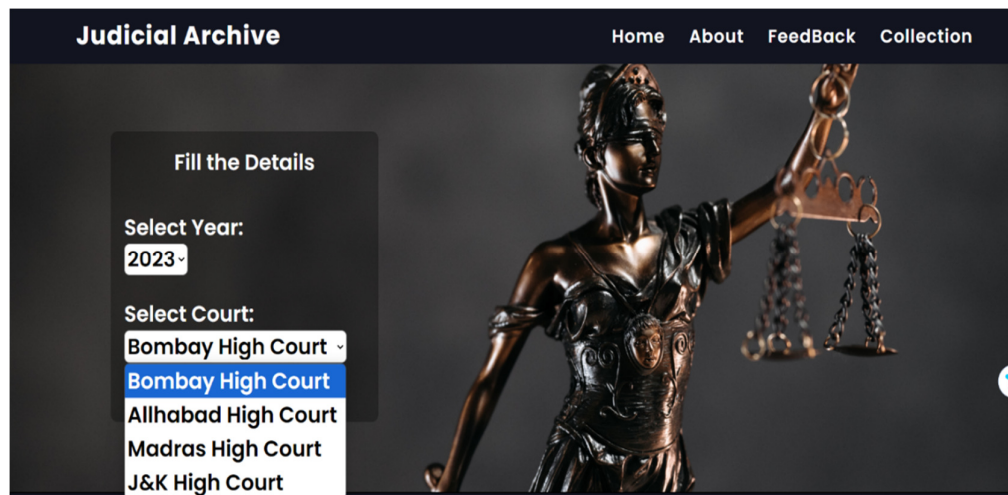 Judicial Archive
Home About FeedBack Collection
Fill the Details
Select Year:
2023
Select Court:
Bombay High Court
Bombay High Court
Allhabad High Court
Madras High Court
J&K High Court